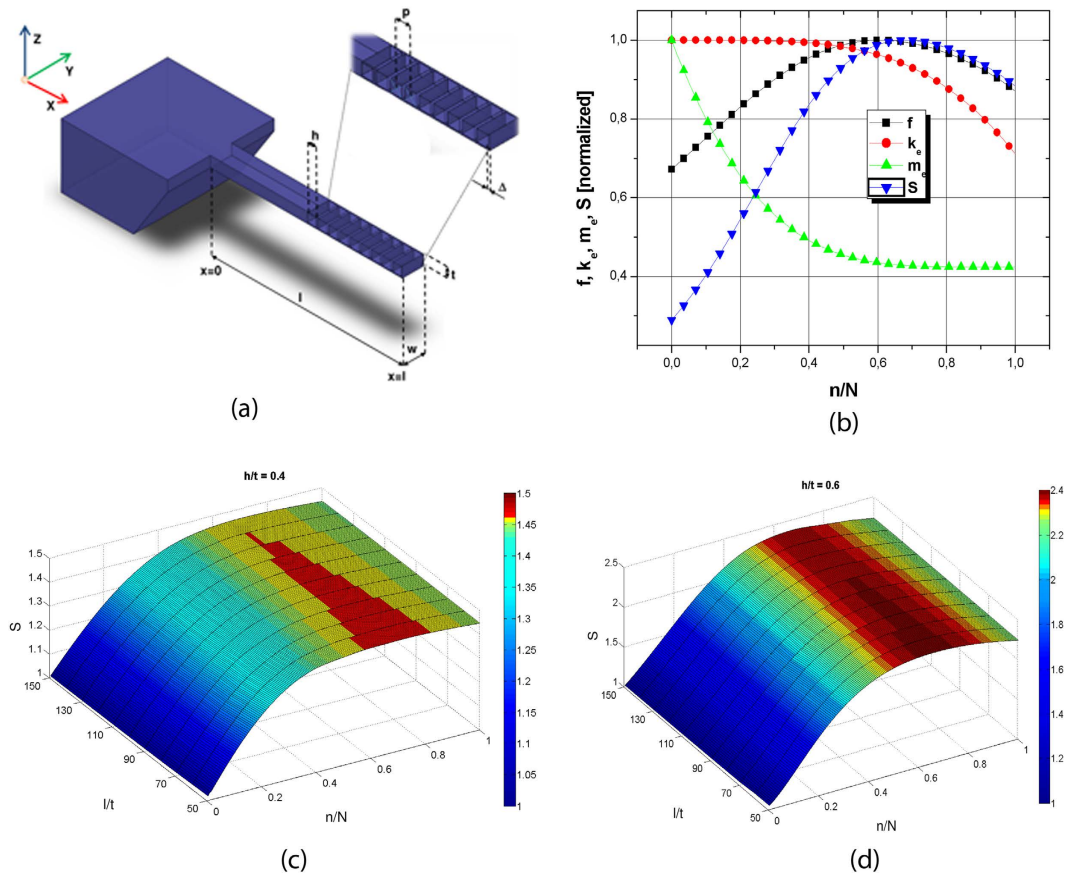 Z
Y
X
p
h
Δ
x=0
t
l
w
x=l
(a)
f, k_e, m_e, S [normalized]
1,0
0,8
0,6
0,4
f
k_e
m_e
S
0,0 0,2 0,4 0,6 0,8 1,0
n/N
(b)
h/t = 0.4
S
1.5
1.4
1.3
1.2
1.1
1
150
130
110
90
70
50
l/t
0
0.2
0.4
0.6
0.8
1
n/N
1.5
1.45
1.4
1.35
1.3
1.25
1.2
1.15
1.1
1.05
1
(c)
h/t = 0.6
S
2.5
2
1.5
1
150
130
110
90
70
50
l/t
0
0.2
0.4
0.6
0.8
1
n/N
2.4
2.2
2
1.8
1.6
1.4
1.2
1
(d)